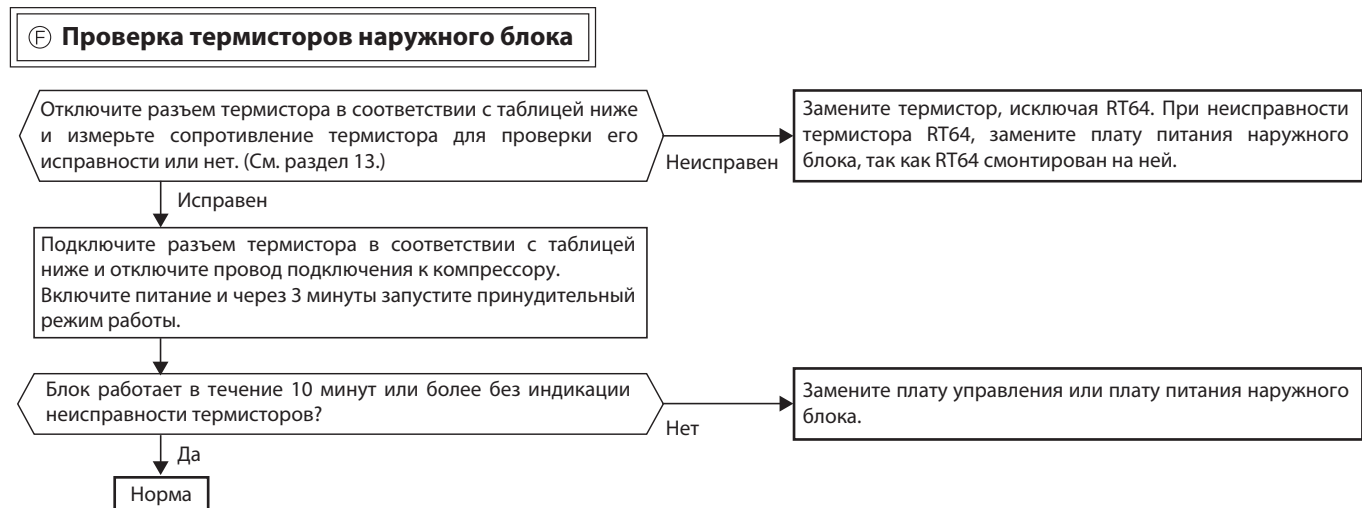 Ⓕ Проверка термисторов наружного блока
Отключите разъем термистора в соответствии с таблицей ниже
и измерьте сопротивление термистора для проверки его
исправности или нет. (См. раздел 13.)
Неисправен
Замените термистор, исключая RT64. При неисправности
термистора RT64, замените плату питания наружного
блока, так как RT64 смонтирован на ней.
Исправен
Подключите разъем термистора в соответствии с таблицей
ниже и отключите провод подключения к компрессору.
Включите питание и через 3 минуты запустите принудительный
режим работы.
Блок работает в течение 10 минут или более без индикации
неисправности термисторов?
Нет
Замените плату управления или плату питания наружного
блока.
Да
Норма